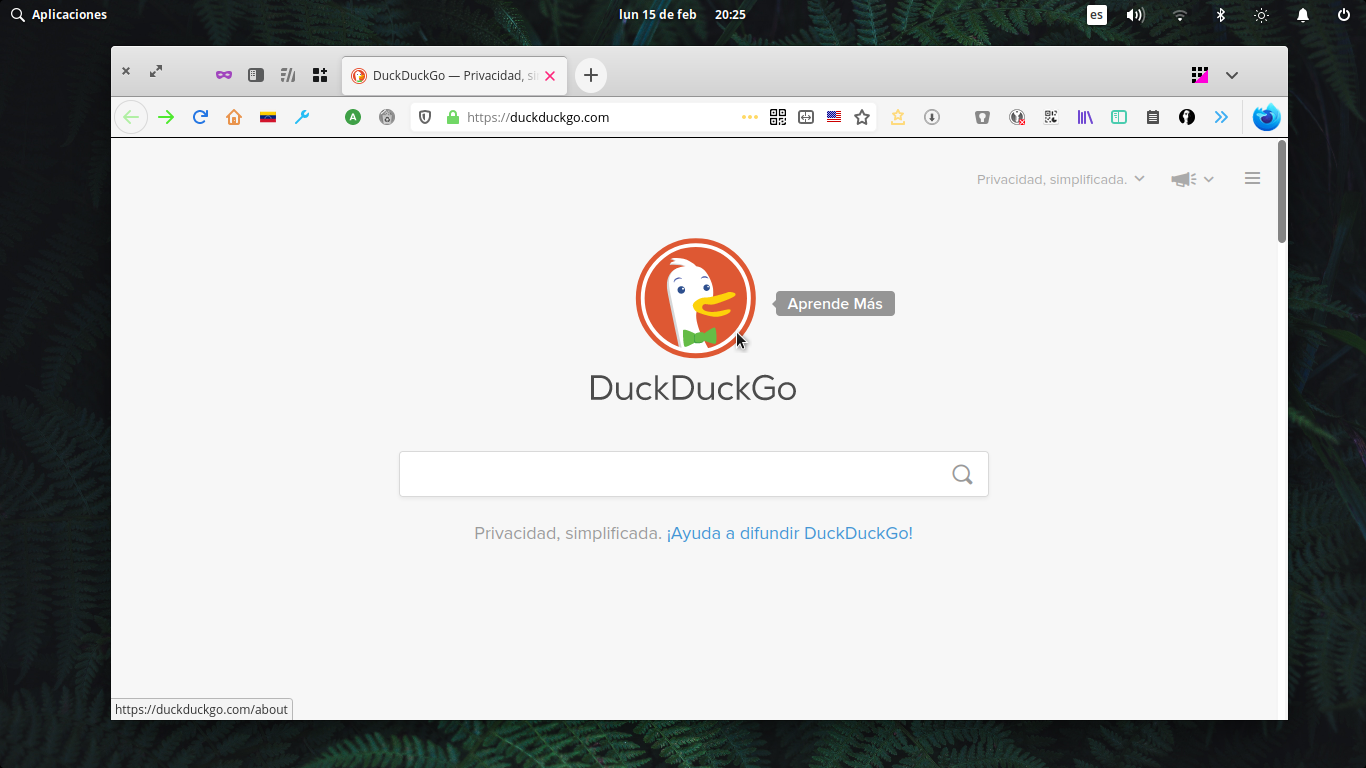 Aplicaciones
lun 15 de feb 20:25
es
DuckDuckGo — Privacidad, si
A
https://duckduckgo.com
Privacidad, simplificada.
Aprende Más
DuckDuckGo
Privacidad, simplificada. ¡Ayuda a difundir DuckDuckGo!
https://duckduckgo.com/about